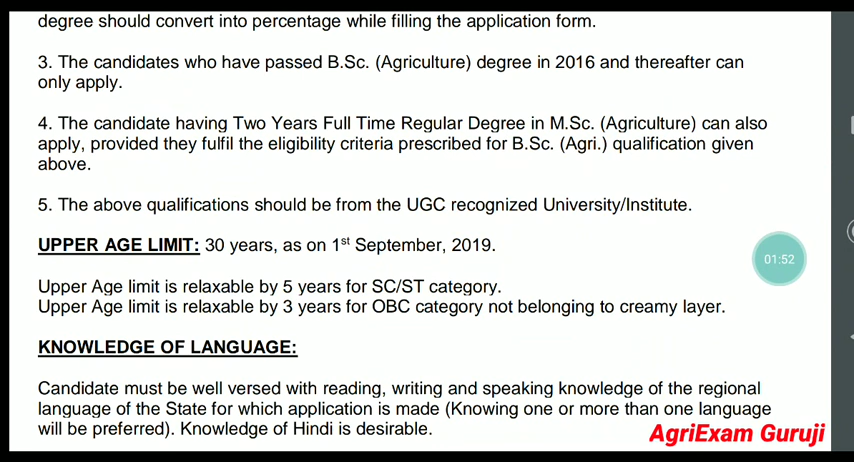 degree should convert into percentage while filling the application form.
3. The candidates who have passed B.Sc. (Agriculture) degree in 2016 and thereafter can
only apply.
4. The candidate having Two Years Full Time Regular Degree in M.Sc. (Agriculture) can also
apply, provided they fulfil the eligibility criteria prescribed for B.Sc. (Agri.) qualification given
above.
5. The above qualifications should be from the UGC recognized University/Institute.
UPPER AGE LIMIT: 30 years, as on 1st September, 2019.
01:52
Upper Age limit is relaxable by 5 years for SC/ST category.
Upper Age limit is relaxable by 3 years for OBC category not belonging to creamy layer.
KNOWLEDGE OF LANGUAGE:
Candidate must be well versed with reading, writing and speaking knowledge of the regional
language of the State for which application is made (Knowing one or more than one language
will be preferred). Knowledge of Hindi is desirable.
AgriExam Guruji